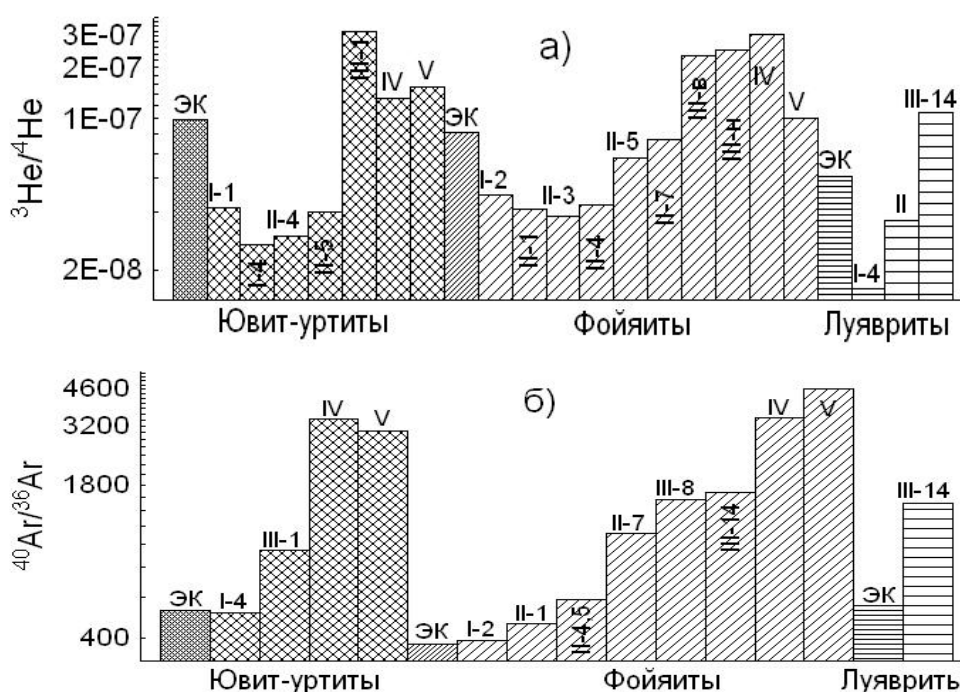 3E-07
2E-07
1E-07
2E-08
³He/⁴He
а)
ЭК
I-1
I-4
II-4
II-5
III-1
IV
V
ЭК
I-2
II-1
II-3
II-4
II-5
II-7
III-в
III-н
IV
V
ЭК
I-4
II
III-14
Ювит-уртиты Фойяиты Луявриты
4600
3200
1800
400
⁴⁰Ar/³⁶Ar
б)
ЭК
I-4
III-1
IV
V
ЭК
I-2
II-1
II-4.5
II-7
III-8
III-14
IV
V
ЭК
III-14
Ювит-уртиты Фойяиты Луявриты